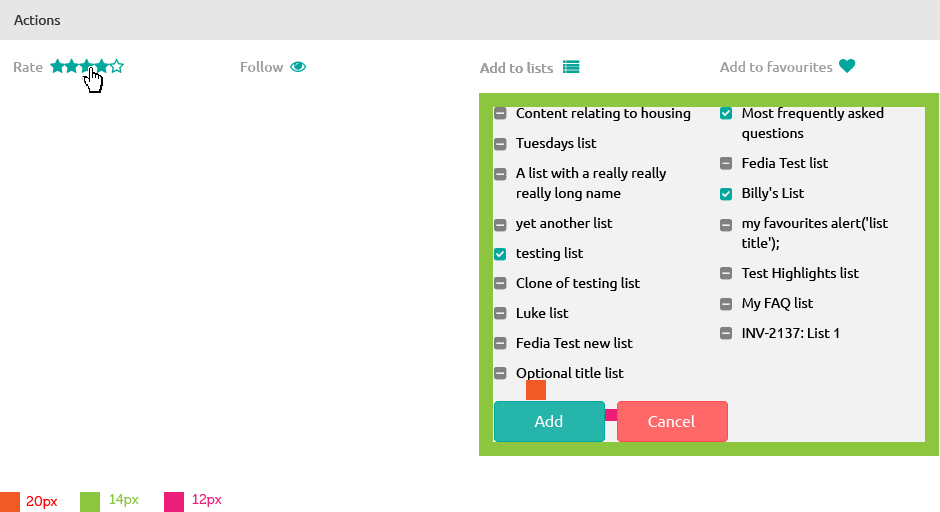 Actions
Rate
Follow
Add to lists
Add to favourites
Content relating to housing
Tuesdays list
A list with a really really
really long name
yet another list
testing list
Clone of testing list
Luke list
Fedia Test new list
Optional title list
Most frequently asked
questions
Fedia Test list
Billy's List
my favourites alert('list
title');
Test Highlights list
My FAQ list
INV-2137: List 1
Add
Cancel
20px
14px
12px